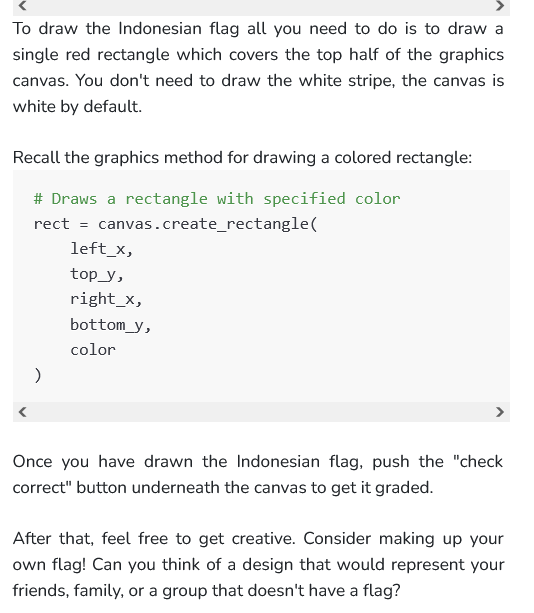 To draw the Indonesian flag all you need to do is to draw a
single red rectangle which covers the top half of the graphics
canvas. You don't need to draw the white stripe, the canvas is
white by default.
Recall the graphics method for drawing a colored rectangle:
# Draws a rectangle with specified color
rect = canvas.create_rectangle(
    left_x,
    top_y,
    right_x,
    bottom_y,
    color
)
Once you have drawn the Indonesian flag, push the "check
correct" button underneath the canvas to get it graded.
After that, feel free to get creative. Consider making up your
own flag! Can you think of a design that would represent your
friends, family, or a group that doesn't have a flag?